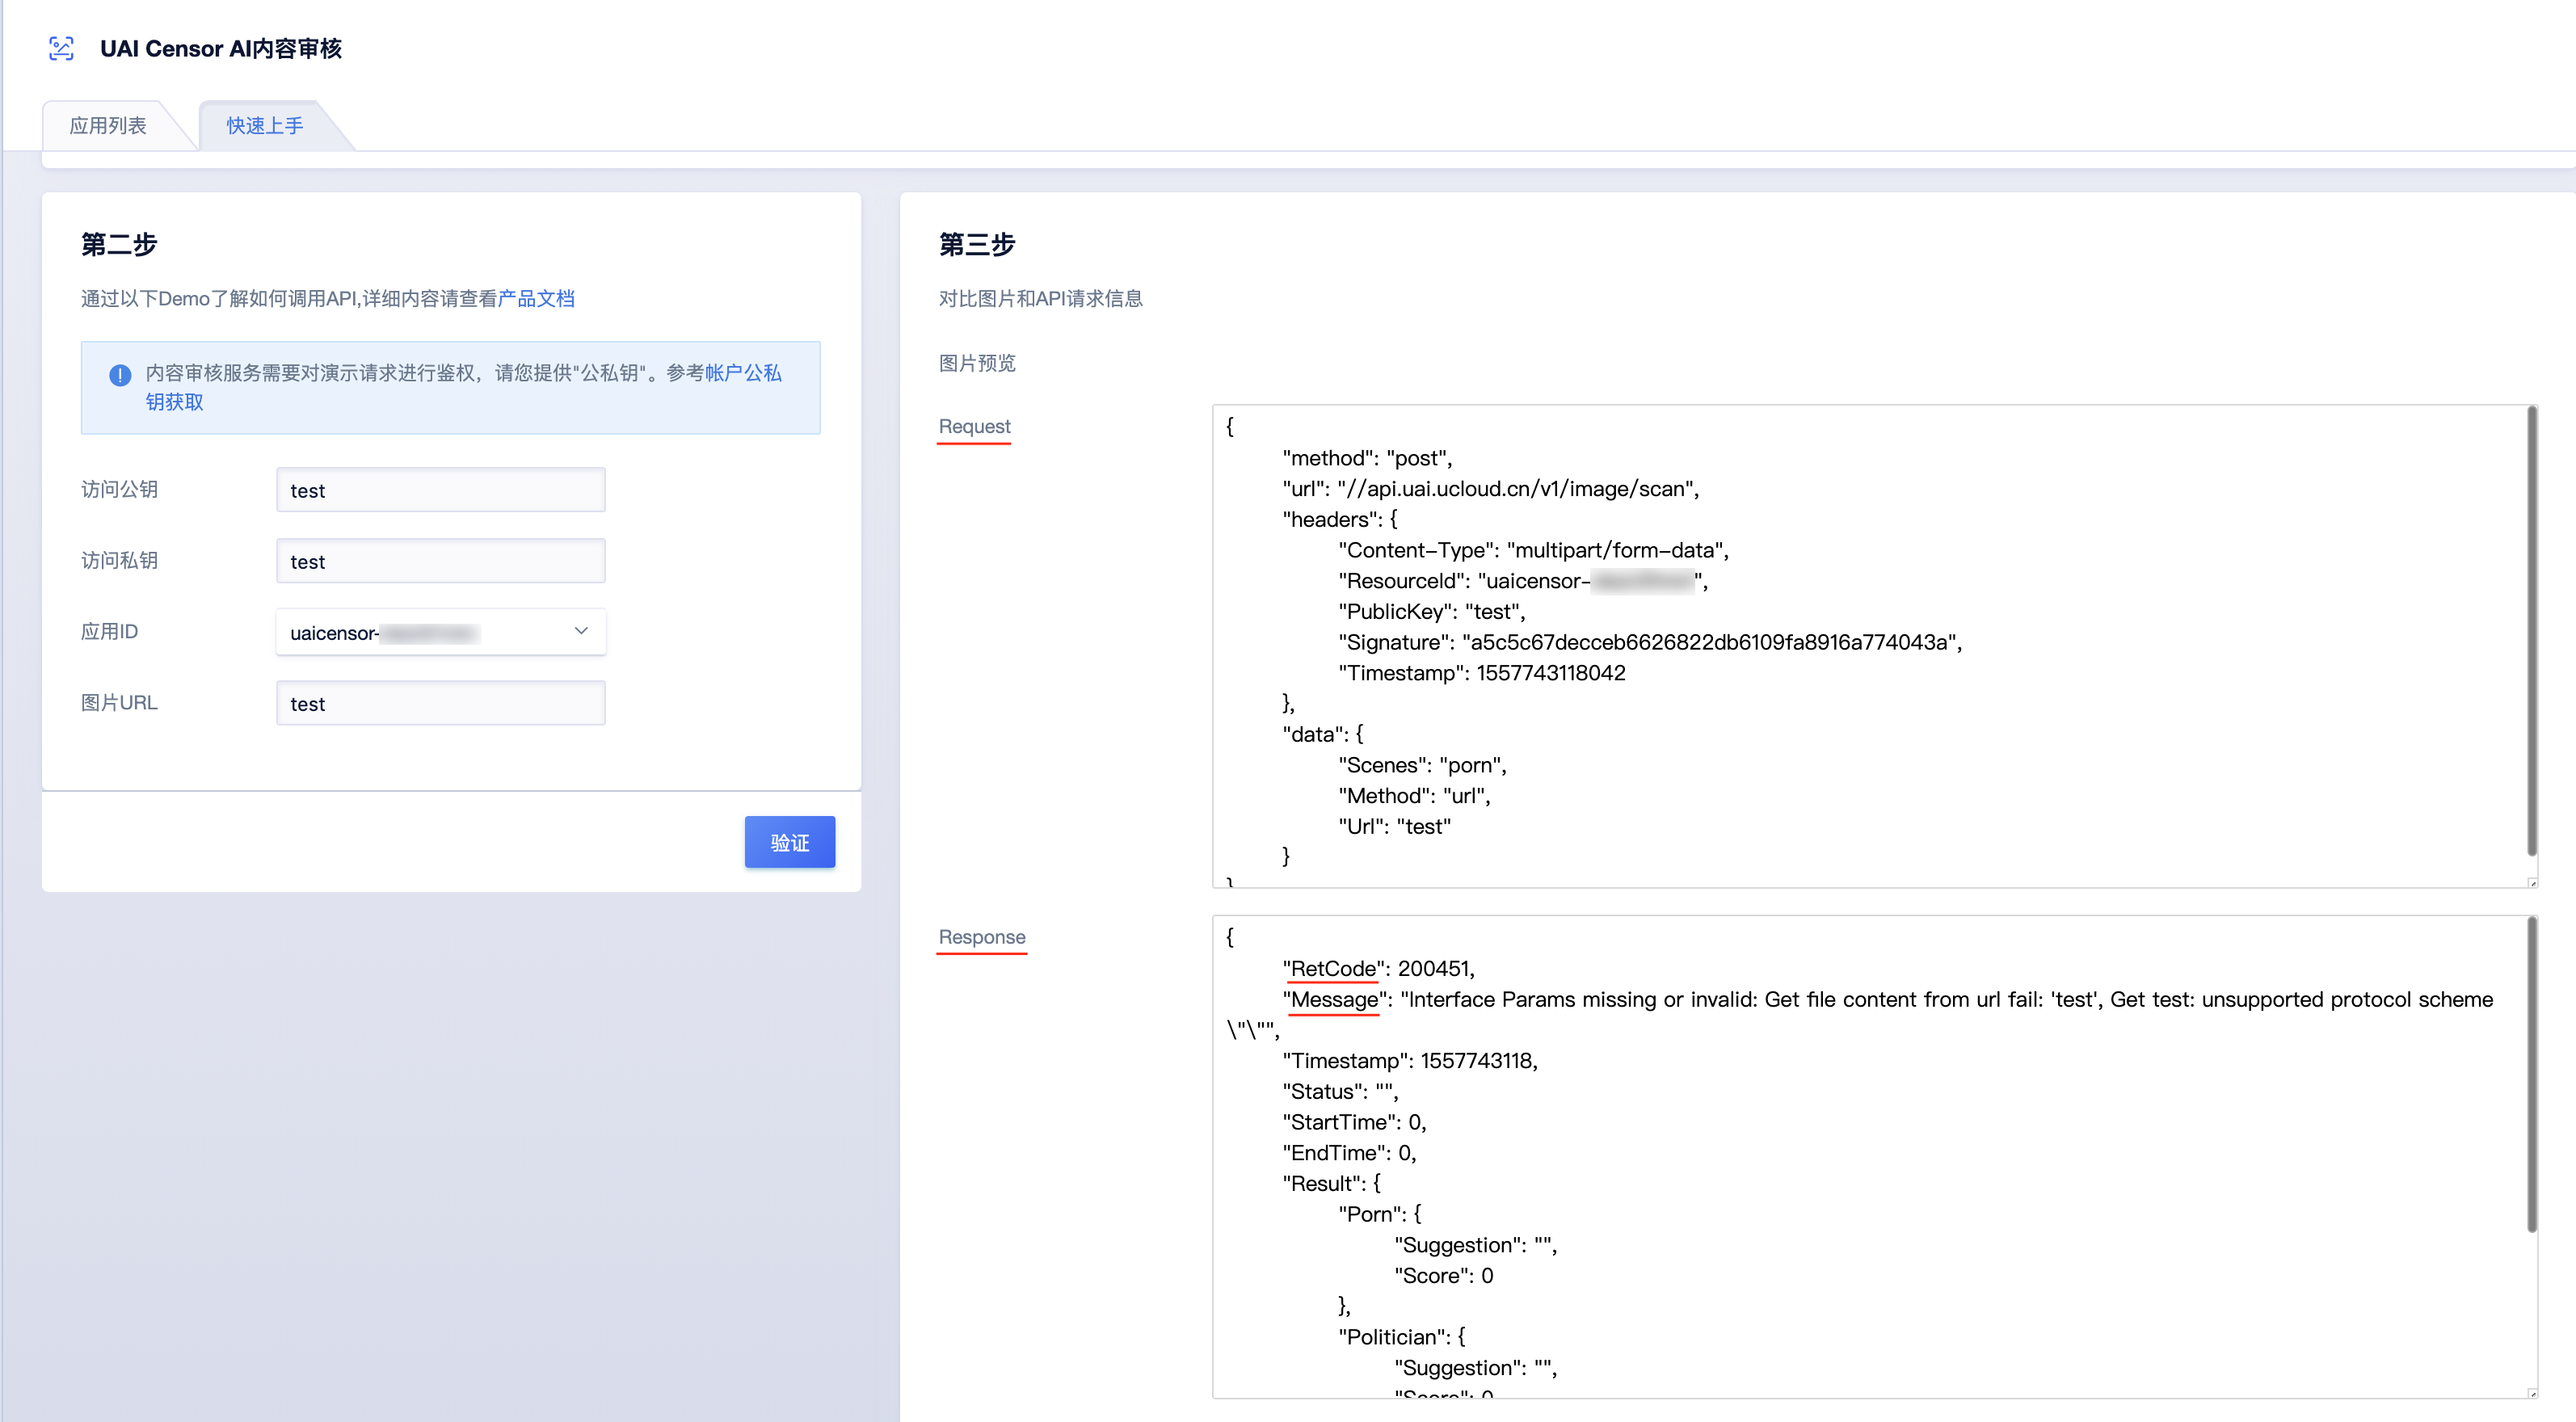 UAI Censor AI内容审核
应用列表
快速上手
第二步
通过以下Demo了解如何调用API,详细内容请查看产品文档
内容审核服务需要对演示请求进行鉴权，请您提供"公私钥"。参考帐户公私
钥获取
访问公钥
test
访问私钥
test
应用ID
uaicensor-
图片URL
test
验证
第三步
对比图片和API请求信息
图片预览
Request
{
"method": "post",
"url": "//api.uai.ucloud.cn/v1/image/scan",
"headers": {
"Content-Type": "multipart/form-data",
"ResourceId": "uaicensor-",
"PublicKey": "test",
"Signature": "a5c5c67decceb6626822db6109fa8916a774043a",
"Timestamp": 1557743118042
},
"data": {
"Scenes": "porn",
"Method": "url",
"Url": "test"
}
}
Response
{
"RetCode": 200451,
"Message": "Interface Params missing or invalid: Get file content from url fail: 'test', Get test: unsupported protocol scheme
\"\"",
"Timestamp": 1557743118,
"Status": "",
"StartTime": 0,
"EndTime": 0,
"Result": {
"Porn": {
"Suggestion": "",
"Score": 0
},
"Politician": {
"Suggestion": "",
"Score": 0